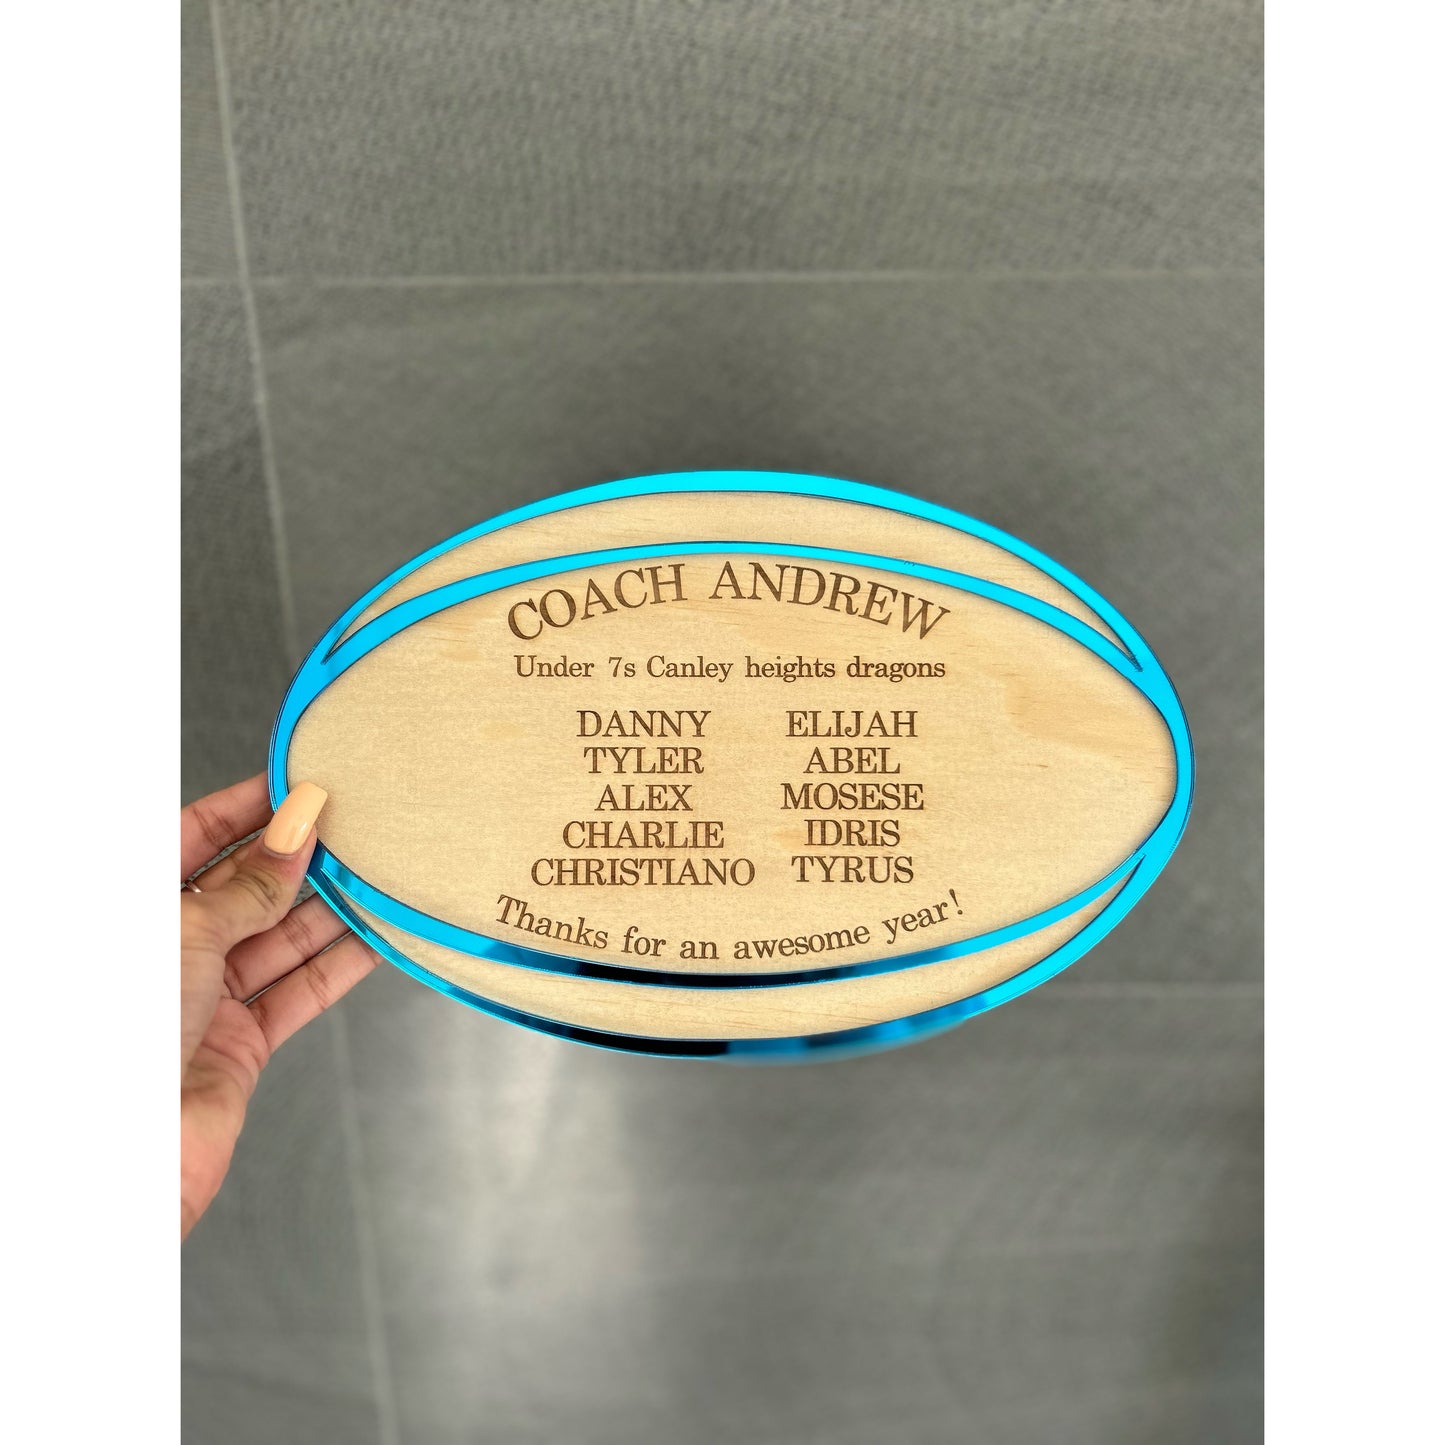 COACH ANDREW
Under 7s Canley heights dragons
DANNY ELIJAH
TYLER ABEL
ALEX MOSESE
CHARLIE IDRIS
CHRISTIANO TYRUS
Thanks for an awesome year!